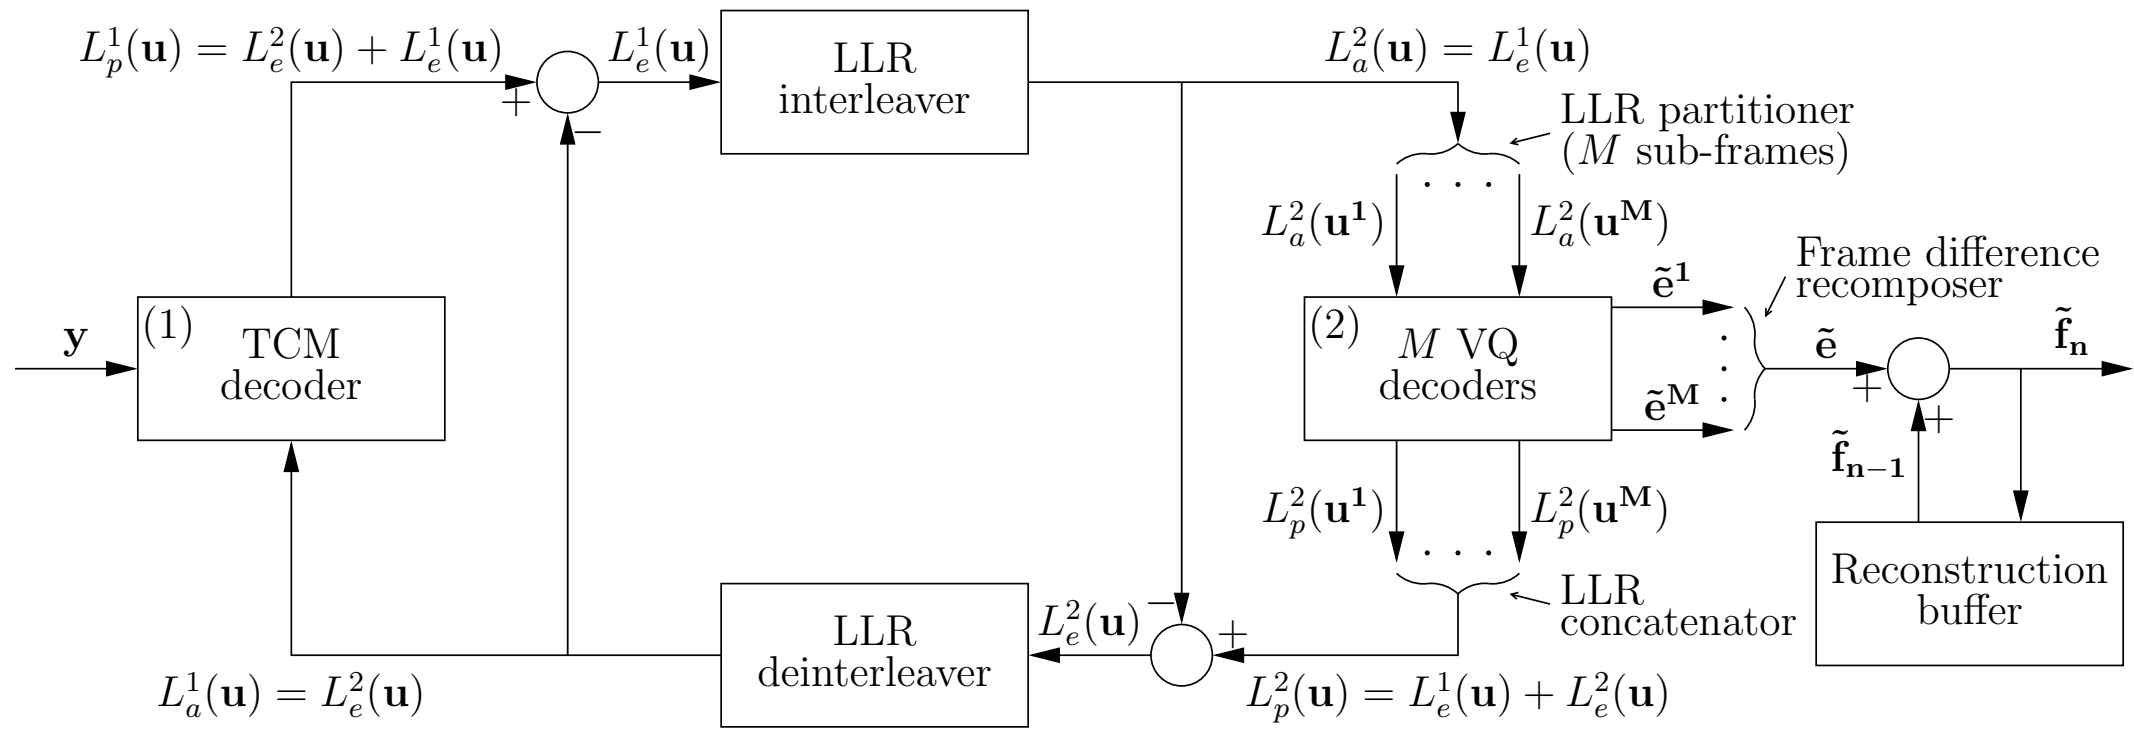 L_p^1(u) = L_e^2(u) + L_e^1(u)
+
−
L_e^1(u)
LLR
interleaver
L_a^2(u) = L_e^1(u)
LLR partitioner
(M sub-frames)
. . .
L_a^2(u^1)
L_a^2(u^M)
y
(1)
TCM
decoder
(2)
M VQ
decoders
ẽ^1
.
.
.
ẽ^M
Frame difference
recomposer
ẽ
+
+
f̃_n
f̃_{n−1}
Reconstruction
buffer
L_p^2(u^1)
L_p^2(u^M)
. . .
LLR
concatenator
L_a^1(u) = L_e^2(u)
LLR
deinterleaver
L_e^2(u)
−
+
L_p^2(u) = L_e^1(u) + L_e^2(u)